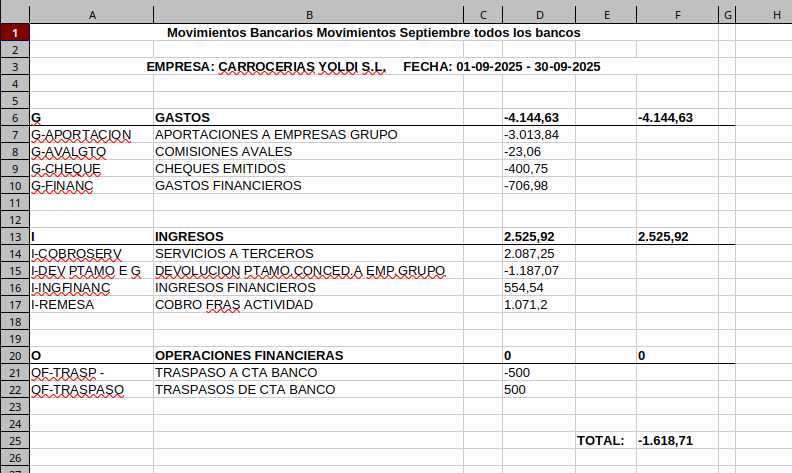 A B C D E F G H
1 Movimientos Bancarios Movimientos Septiembre todos los bancos
2
3 EMPRESA: CARROCERIAS YOLDI S.L. FECHA: 01-09-2025 - 30-09-2025
4
5
6 G GASTOS -4.144,63 -4.144,63
7 G-APORTACION APORTACIONES A EMPRESAS GRUPO -3.013,84
8 G-AVALGTO COMISIONES AVALES -23,06
9 G-CHEQUE CHEQUES EMITIDOS -400,75
10 G-FINANC GASTOS FINANCIEROS -706,98
11
12
13 I INGRESOS 2.525,92 2.525,92
14 I-COBROSERV SERVICIOS A TERCEROS 2.087,25
15 I-DEV PTAMO E G DEVOLUCION PTAMO.CONCED.A EMP.GRUPO -1.187,07
16 I-INGFINANC INGRESOS FINANCIEROS 554,54
17 I-REMESA COBRO FRAS ACTIVIDAD 1.071,2
18
19
20 O OPERACIONES FINANCIERAS 0 0
21 OF-TRASP - TRASPASO A CTA BANCO -500
22 OF-TRASPASO TRASPASOS DE CTA BANCO 500
23
24
25 TOTAL: -1.618,71
26